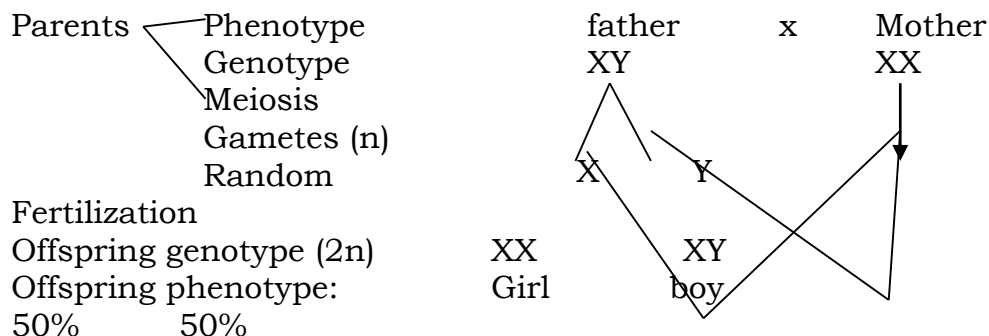 Parents Phenotype father x Mother
Genotype XY XX
Meiosis
Gametes (n)
Random X Y
Fertilization
Offspring genotype (2n) XX XY
Offspring phenotype: Girl boy
50% 50%